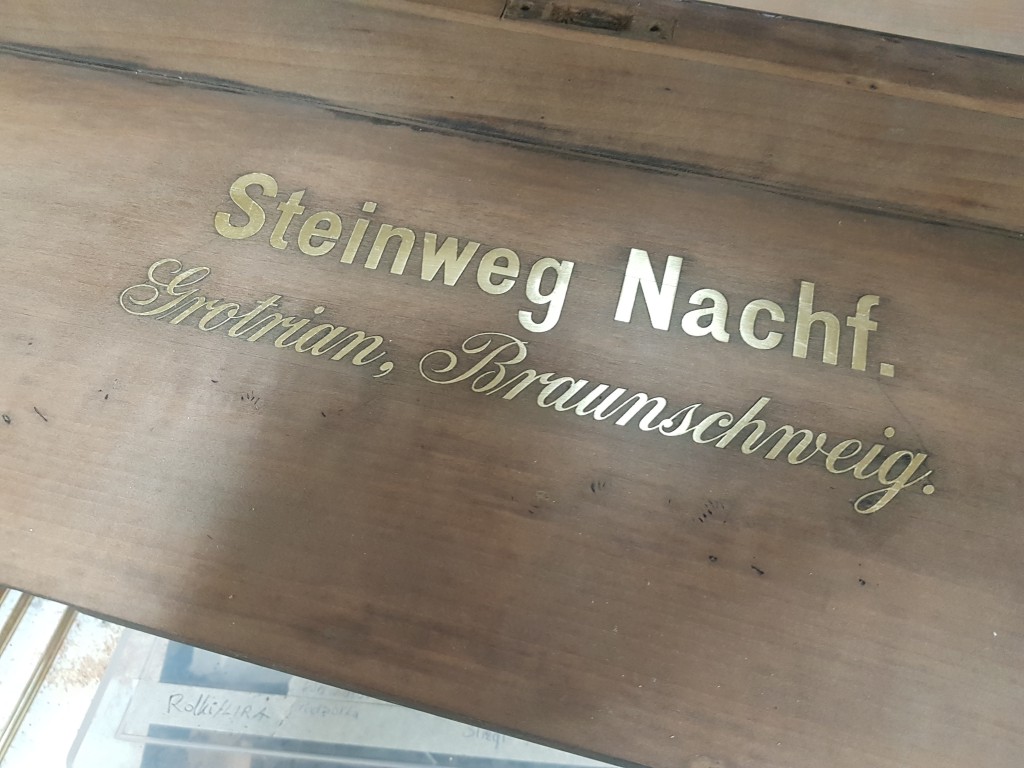 Steinweg Nachf.
Grotrian, Braunschweig.